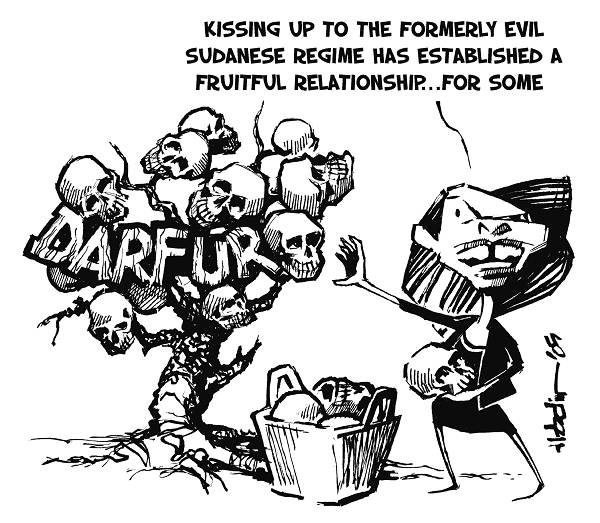 KISSING UP TO THE FORMERLY EVIL
SUDANESE REGIME HAS ESTABLISHED A
FRUITFUL RELATIONSHIP...FOR SOME
DARFUR